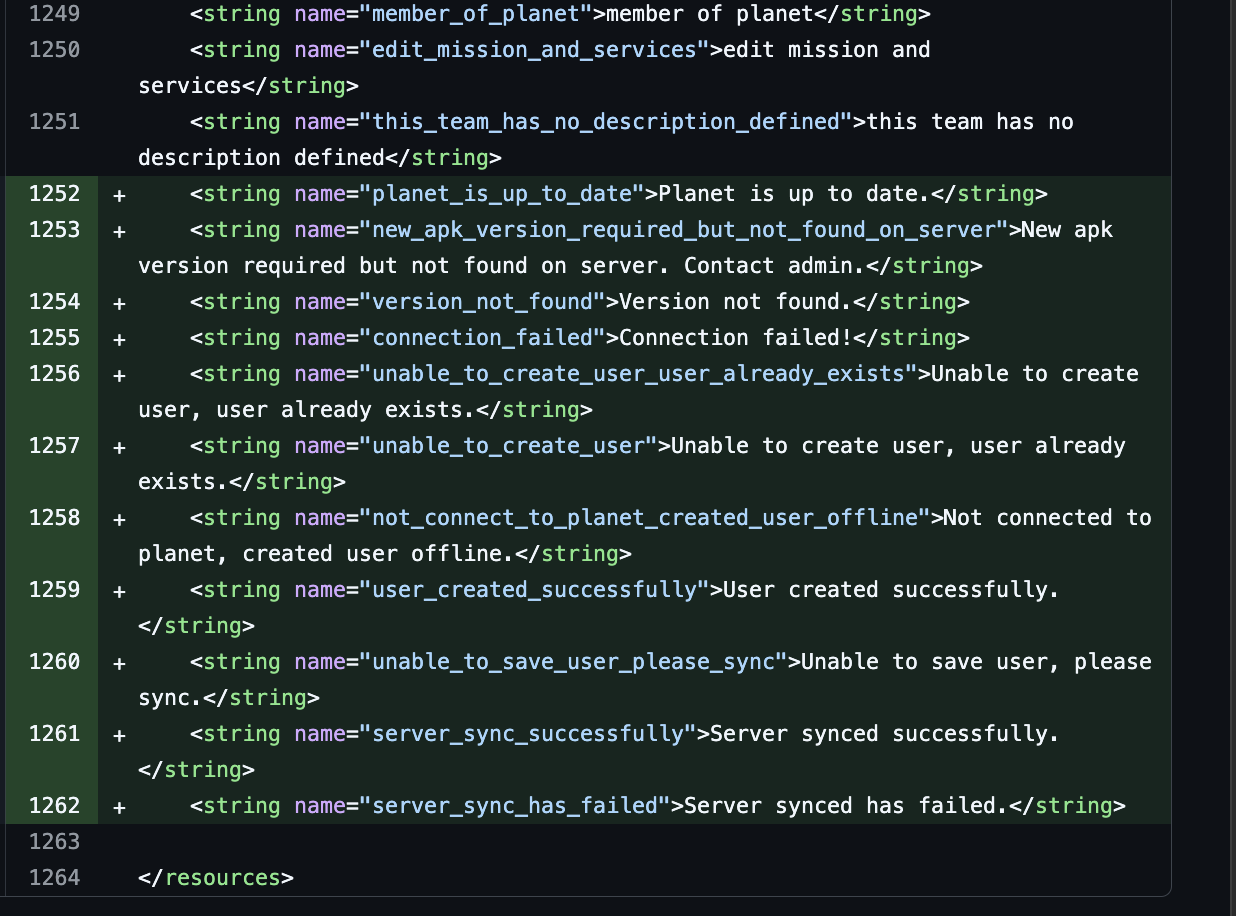 1249 <string name="member_of_planet">member of planet</string>
1250 <string name="edit_mission_and_services">edit mission and
services</string>
1251 <string name="this_team_has_no_description_defined">this team has no
description defined</string>
1252 + <string name="planet_is_up_to_date">Planet is up to date.</string>
1253 + <string name="new_apk_version_required_but_not_found_on_server">New apk
version required but not found on server. Contact admin.</string>
1254 + <string name="version_not_found">Version not found.</string>
1255 + <string name="connection_failed">Connection failed!</string>
1256 + <string name="unable_to_create_user_user_already_exists">Unable to create
user, user already exists.</string>
1257 + <string name="unable_to_create_user">Unable to create user, user already
exists.</string>
1258 + <string name="not_connect_to_planet_created_user_offline">Not connected to
planet, created user offline.</string>
1259 + <string name="user_created_successfully">User created successfully.
</string>
1260 + <string name="unable_to_save_user_please_sync">Unable to save user, please
sync.</string>
1261 + <string name="server_sync_successfully">Server synced successfully.
</string>
1262 + <string name="server_sync_has_failed">Server synced has failed.</string>
1263
1264 </resources>